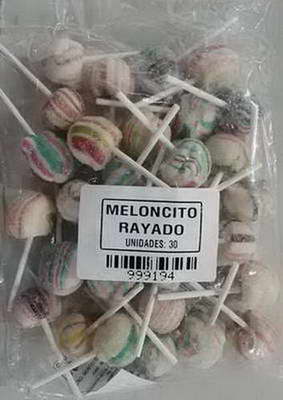 MELONCITO
RAYADO
UNIDADES: 30
999194